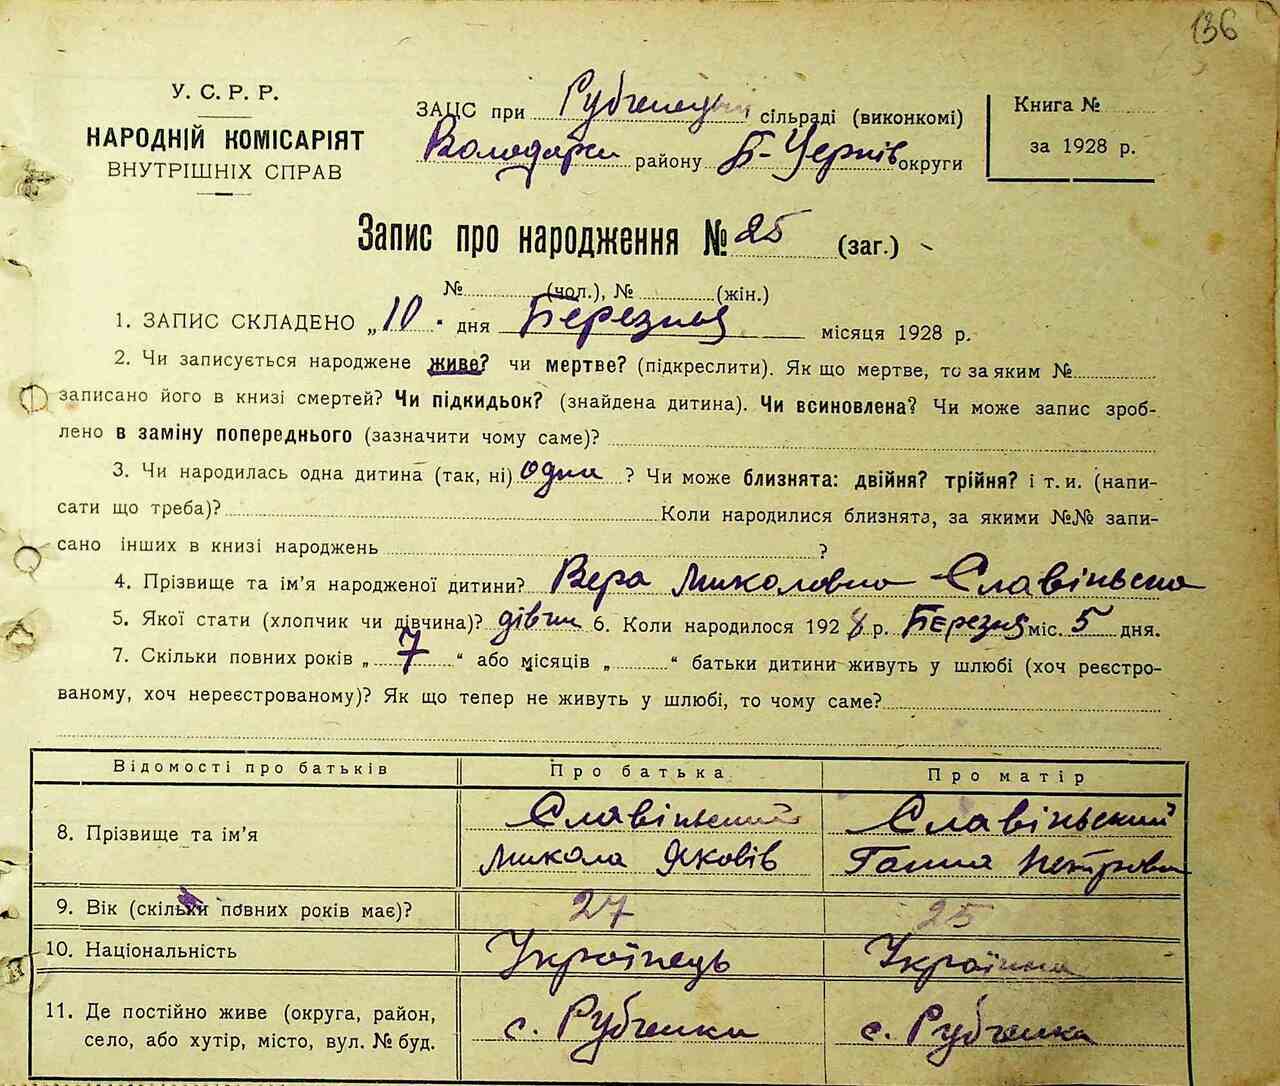 136
У. С. Р. Р.
НАРОДНІЙ КОМІСАРІЯТ
ВНУТРІШНІХ СПРАВ
ЗАЦС при Рубченецькій сільраді (виконкомі)
Володарки району Б-Церків округи
Книга №
за 1928 р.
Запис про народження № 25 (заг.)
№ (чол.), № (жін.)
1. ЗАПИС СКЛАДЕНО „10" дня Березня місяця 1928 р.
2. Чи записується народжене живе? чи мертве? (підкреслити). Як що мертве, то за яким №
записано його в книзі смертей? Чи підкидьок? (знайдена дитина). Чи всиновлена? Чи може запис зроб-
лено в заміну попереднього (зазначити чому саме)?
3. Чи народилась одна дитина (так, ні) одна ? Чи може близнята: двійня? трійня? і т. и. (напи-
сати що треба)? Коли народилися близнята, за якими №№ запи-
сано інших в книзі народжень ?
4. Прізвище та ім'я народженої дитини? Вера Миколовна Славіньска
5. Якої стати (хлопчик чи дівчина)? дівчин 6. Коли народилося 1928 р. Березня міс. 5 дня.
7. Скільки повних років „ 7 " або місяців „ " батьки дитини живуть у шлюбі (хоч реєстро-
ваному, хоч нереєстрованому)? Як що тепер не живуть у шлюбі, то чому саме?
Відомості про батьків Про батька Про матір
8. Прізвище та ім'я Славіньский Микола Яковів Славіньский Ганна Петровн
9. Вік (скільки повних років має)? 27 25
10. Національність Українець Українка
11. Де постійно живе (округа, район, с. Рубченки с. Рубченка
село, або хутір, місто, вул. № буд.